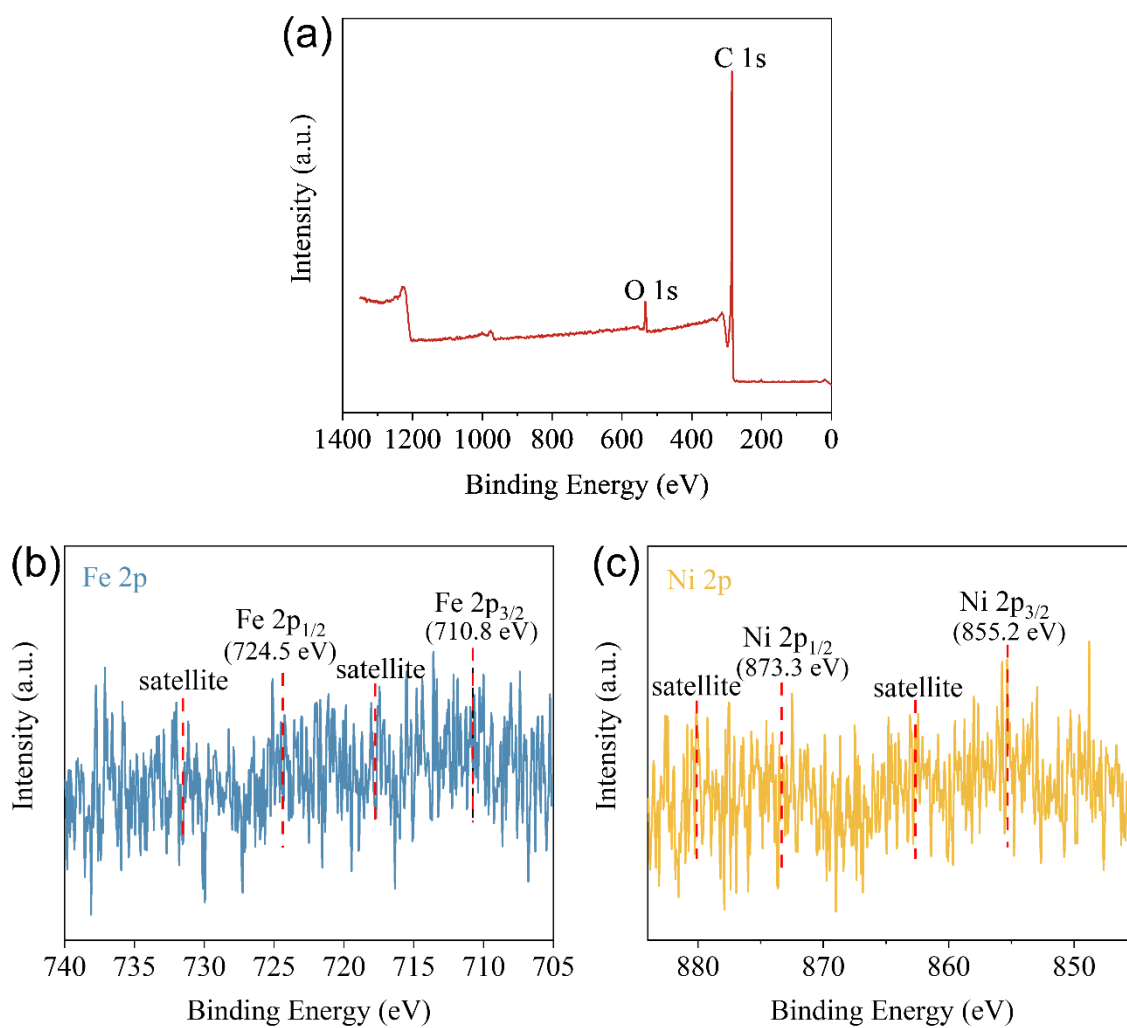 (a)
C 1s
O 1s
Intensity (a.u.)
1400 1200 1000 800 600 400 200 0
Binding Energy (eV)
(b)
Fe 2p
Fe 2p3/2
(710.8 eV)
Fe 2p1/2
(724.5 eV)
satellite
satellite
Intensity (a.u.)
740 735 730 725 720 715 710 705
Binding Energy (eV)
(c)
Ni 2p
Ni 2p3/2
(855.2 eV)
Ni 2p1/2
(873.3 eV)
satellite
satellite
Intensity (a.u.)
880 870 860 850
Binding Energy (eV)